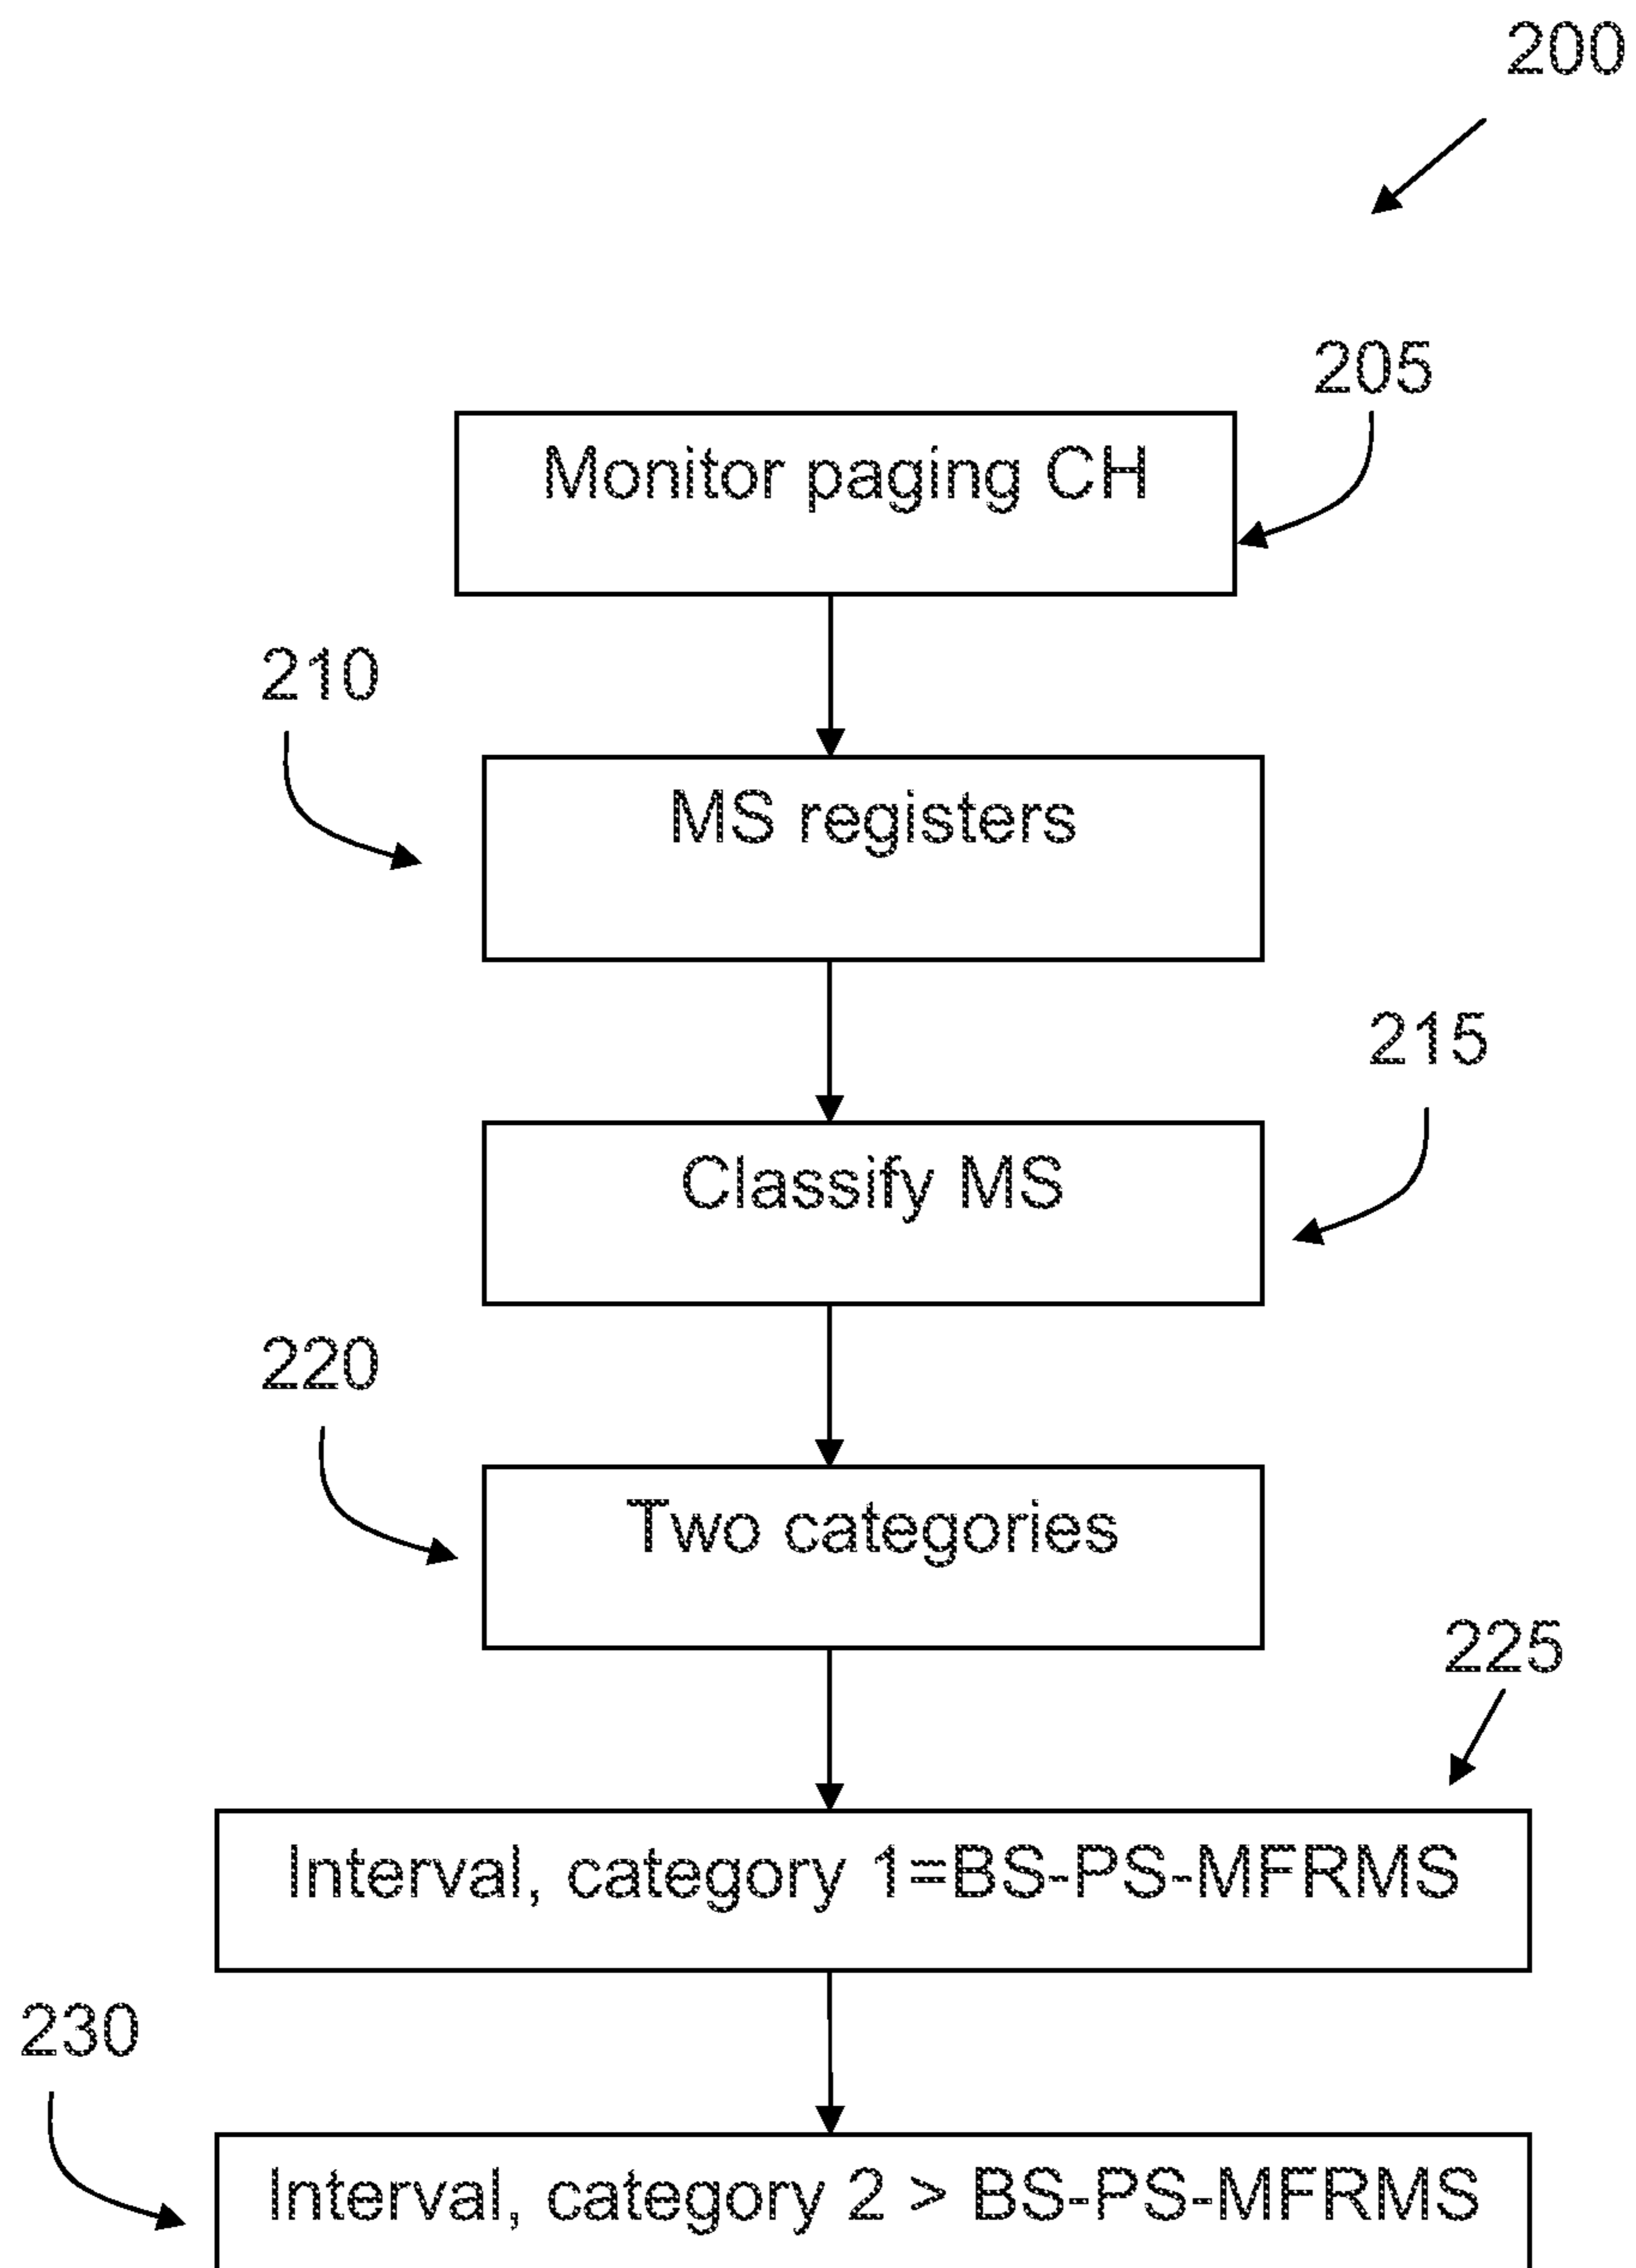 200
205
Monitor paging CH
210
MS registers
215
Classify MS
220
Two categories
225
Interval, category 1=BS-PS-MFRMS
230
Interval, category 2 > BS-PS-MFRMS